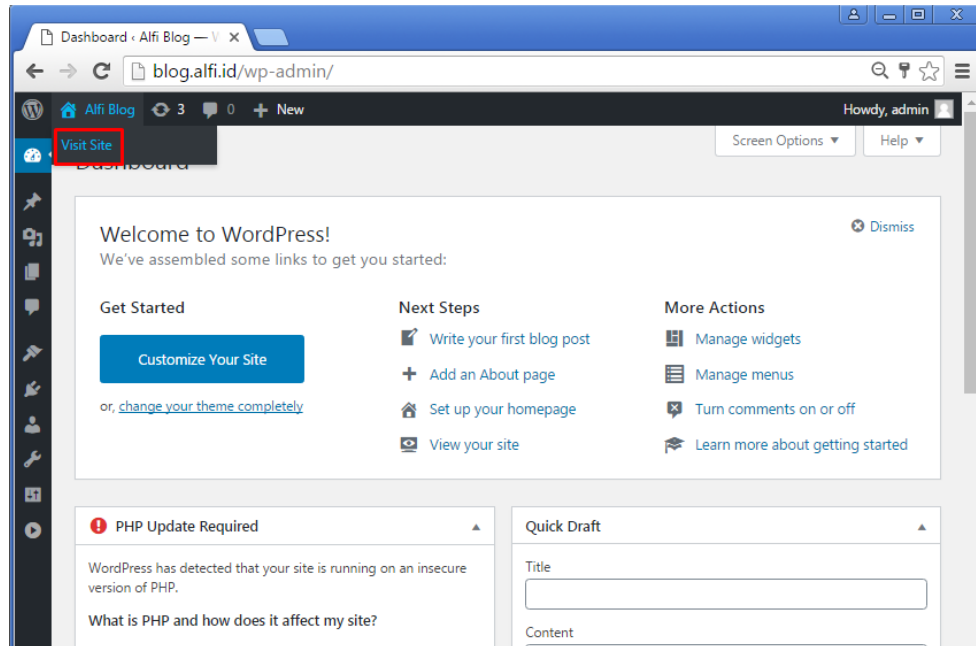 Dashboard ‹ Alfi Blog — W
blog.alfi.id/wp-admin/
Alfi Blog 3 0 New Howdy, admin
Visit Site
Screen Options Help
Dashboard
Welcome to WordPress!
Dismiss
We've assembled some links to get you started:
Get Started
Customize Your Site
or, change your theme completely
Next Steps
Write your first blog post
Add an About page
Set up your homepage
View your site
More Actions
Manage widgets
Manage menus
Turn comments on or off
Learn more about getting started
PHP Update Required
WordPress has detected that your site is running on an insecure
version of PHP.
What is PHP and how does it affect my site?
Quick Draft
Title
Content